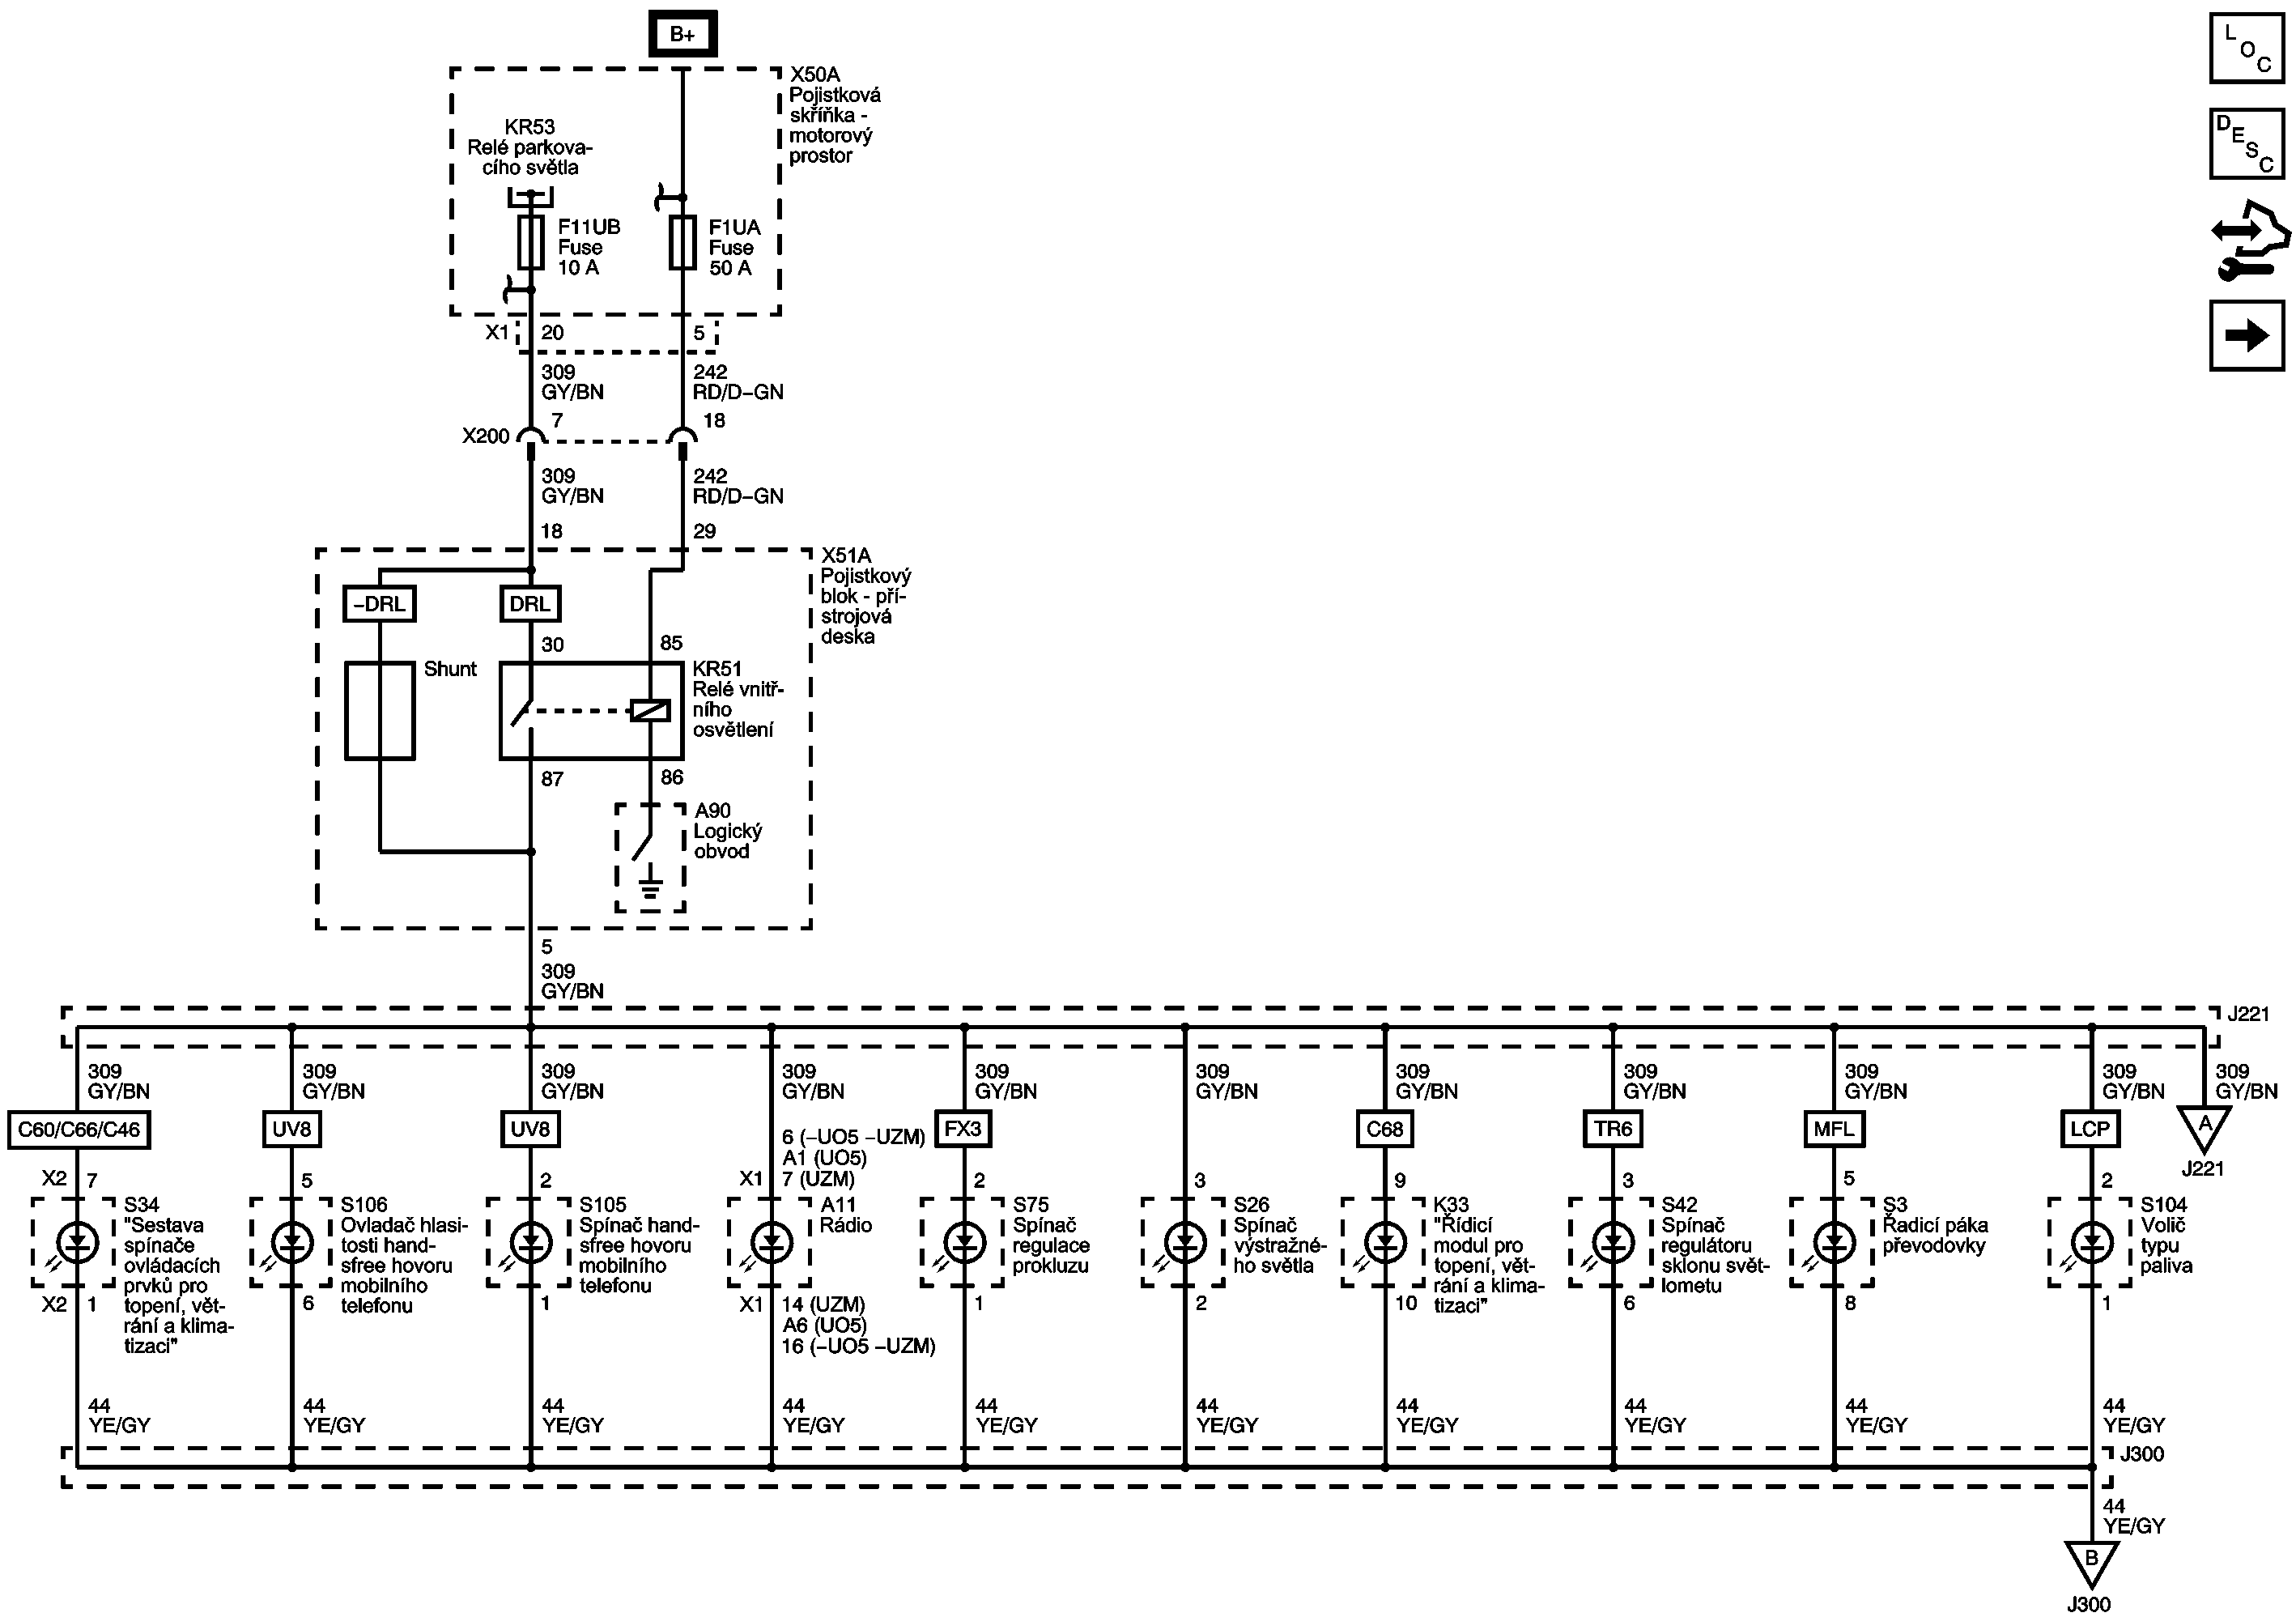 B+
L
O
C
D
E
S
C
X50A
Pojistková
skříňka -
motorový
prostor
KR53
Relé parkova-
cího světla
F11UB
Fuse
10 A
F1UA
Fuse
50 A
X1
20
5
309
GY/BN
242
RD/D–GN
7
18
X200
309
GY/BN
242
RD/D–GN
18
29
X51A
Pojistkový
blok - pří-
strojová
deska
–DRL
DRL
30
85
Shunt
KR51
Relé vnitř-
ního
osvětlení
87
86
A90
Logický
obvod
5
309
GY/BN
J221
309
GY/BN
309
GY/BN
309
GY/BN
309
GY/BN
309
GY/BN
309
GY/BN
309
GY/BN
309
GY/BN
309
GY/BN
309
GY/BN
309
GY/BN
C60/C66/C46
UV8
UV8
6 (–UO5 –UZM)
A1 (UO5)
X1
7 (UZM)
FX3
C68
TR6
MFL
LCP
A
J221
X2
7
5
2
2
3
9
3
5
2
S34
"Sestava
spínače
ovládacích
prvků pro
topení, vět-
rání a klima-
tizaci"
S106
Ovladač hlasi-
tosti hand-
sfree hovoru
mobilního
telefonu
S105
Spínač hand-
sfree hovoru
mobilního
telefonu
A11
Rádio
S75
Spínač
regulace
prokluzu
S26
Spínač
výstražné-
ho světla
K33
"Řídicí
modul pro
topení, vět-
rání a klima-
tizaci"
S42
Spínač
regulátoru
sklonu svět-
lometu
S3
Řadicí páka
převodovky
S104
Volič
typu
paliva
X2
1
6
1
X1
14 (UZM)
A6 (UO5)
16 (–UO5 –UZM)
1
2
10
6
8
1
44
YE/GY
44
YE/GY
44
YE/GY
44
YE/GY
44
YE/GY
44
YE/GY
44
YE/GY
44
YE/GY
44
YE/GY
44
YE/GY
J300
44
YE/GY
B
J300